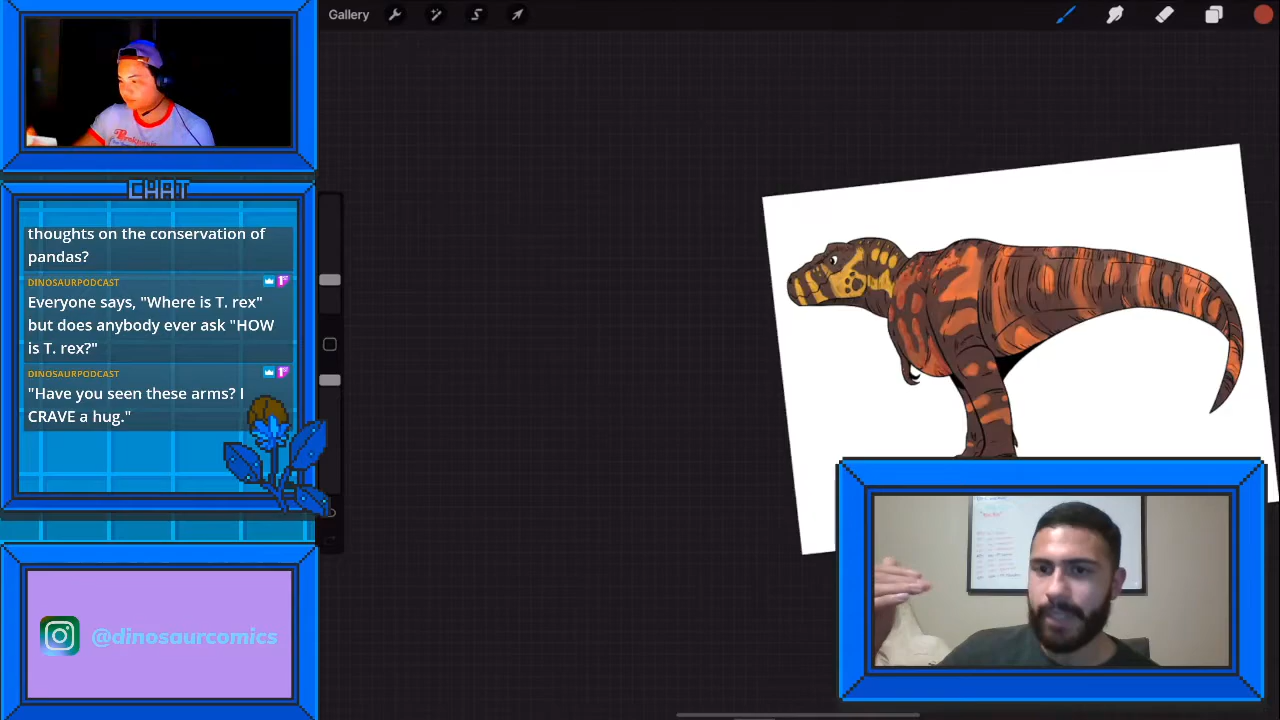 Gallery
CHAT
thoughts on the conservation of
pandas?
DINOSAURPODCAST
Everyone says, "Where is T. rex"
but does anybody ever ask "HOW
is T. rex?"
DINOSAURPODCAST
"Have you seen these arms? I
CRAVE a hug."
@dinosaurcomics